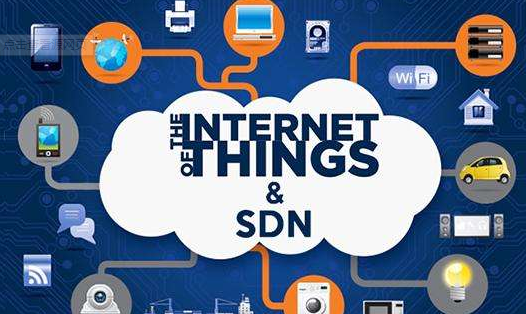 Wi Fi
THE INTERNET
OF THINGS
&
SDN